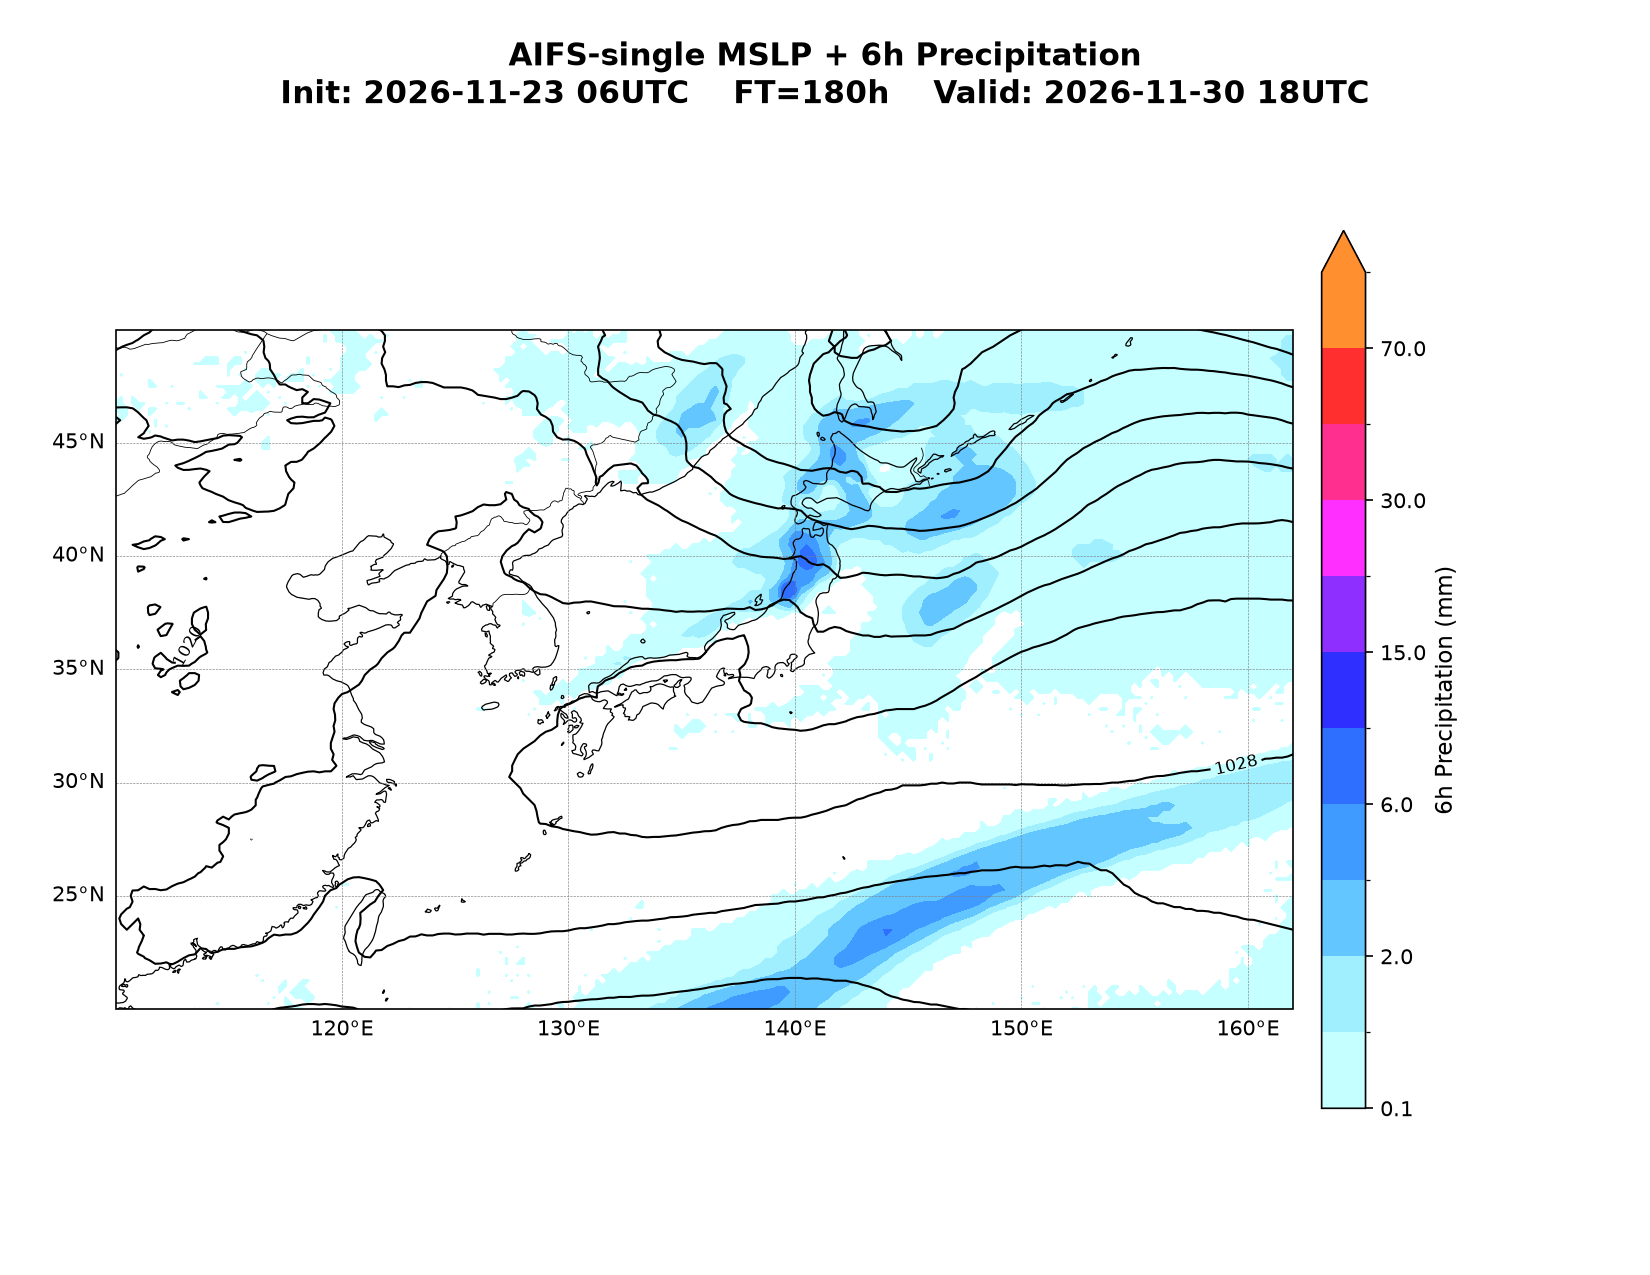 AIFS-single MSLP + 6h Precipitation
Init: 2026-11-23 06UTC    FT=180h    Valid: 2026-11-30 18UTC
70.0
30.0
15.0
6.0
2.0
0.1
6h Precipitation (mm)
45°N
40°N
35°N
30°N
25°N
1020
1028
120°E
130°E
140°E
150°E
160°E